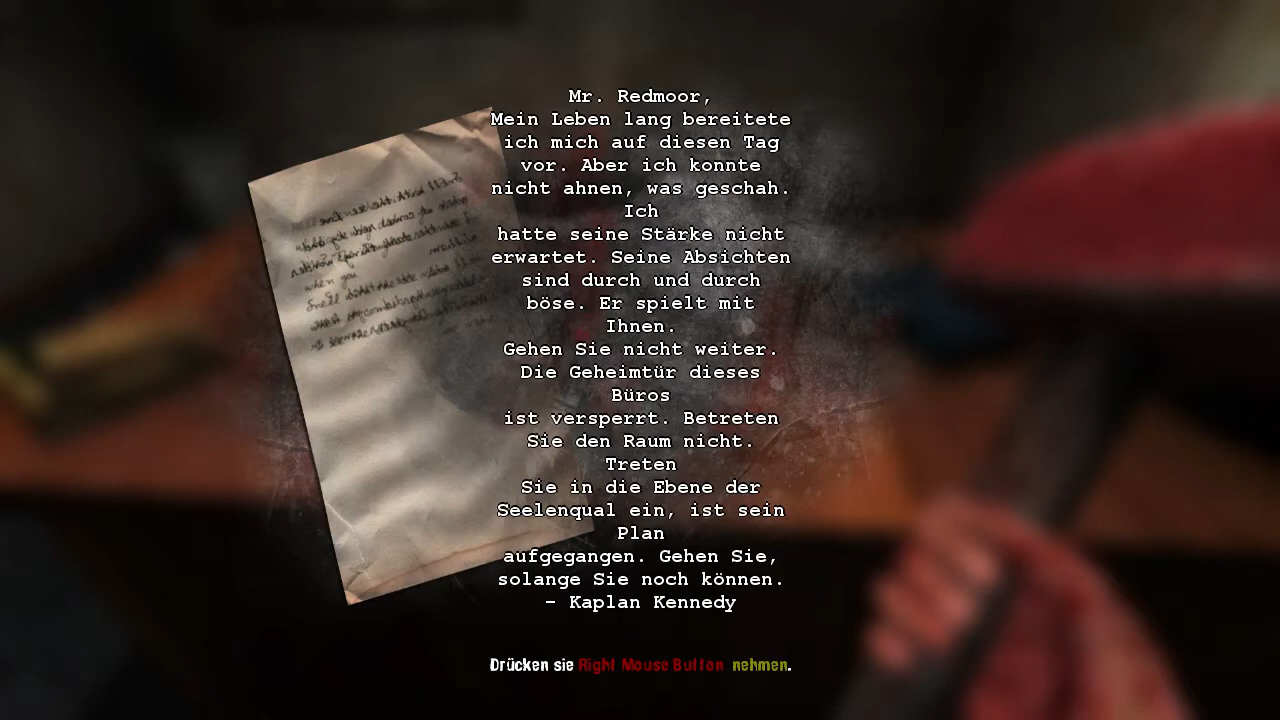 Mr. Redmoor,
Mein Leben lang bereitete
ich mich auf diesen Tag
vor. Aber ich konnte
nicht ahnen, was geschah.
Ich
hatte seine Stärke nicht
erwartet. Seine Absichten
sind durch und durch
böse. Er spielt mit
Ihnen.
Gehen Sie nicht weiter.
Die Geheimtür dieses
Büros
ist versperrt. Betreten
Sie den Raum nicht.
Treten
Sie in die Ebene der
Seelenqual ein, ist sein
Plan
aufgegangen. Gehen Sie,
solange Sie noch können.
- Kaplan Kennedy
Drücken sie Right Mouse Button nehmen.